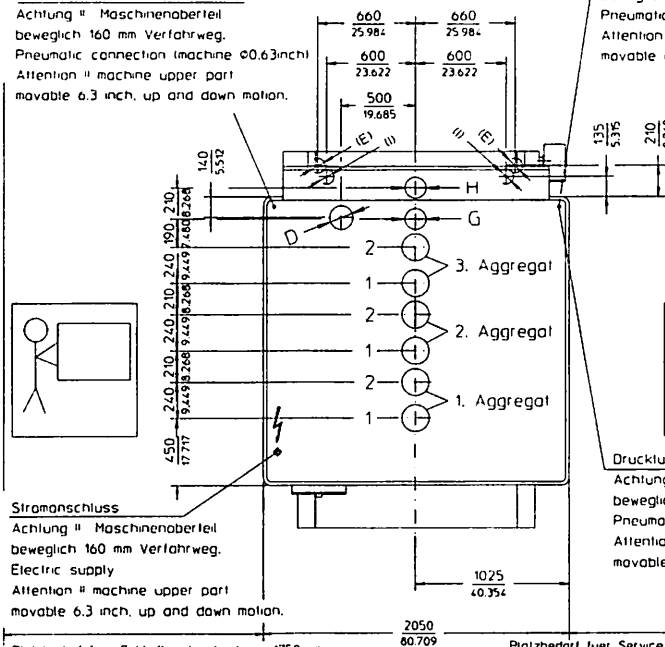 Achtung !! Maschinenoberteil
beweglich 160 mm Verfahrweg.
Pneumatic connection (machine Ø0.63inch)
Attention !! machine upper part
movable 6.3 inch, up and down motion.
Pneumatic
Attention
movable
660
25.984
660
25.984
600
23.622
600
23.622
500
19.685
(E)
(I)
(I)
(E)
135
5.315
210
140
5.512
H
G
D
210
8.268
190
7.480
240
9.449
210
8.268
240
9.449
210
8.268
240
9.449
450
17.717
2
1
3. Aggregat
2
1
2. Aggregat
2
1
1. Aggregat
Stromanschluss
Achtung !! Maschinenoberteil
beweglich 160 mm Verfahrweg.
Electric supply
Attention !! machine upper part
movable 6.3 inch, up and down motion.
Drucklu
Achtung
beweglic
Pneuma
Attentio
movable
1025
40.354
2050
80.709
Platzbedarf fuer Service